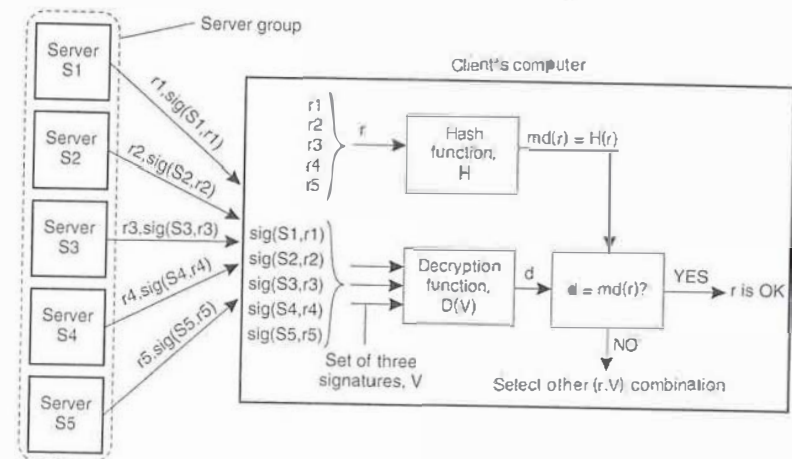 Server group
Server
S1
Server
S2
Server
S3
Server
S4
Server
S5
r1,sig(S1,r1)
r2,sig(S2,r2)
r3,sig(S3,r3)
r4,sig(S4,r4)
r5,sig(S5,r5)
Client's computer
r1
r2
r3
r4
r5
r
Hash
function,
H
md(r) = H(r)
sig(S1,r1)
sig(S2,r2)
sig(S3,r3)
sig(S4,r4)
sig(S5,r5)
Set of three
signatures, V
Decryption
function,
D(V)
d
d = md(r)?
YES
r is OK
NO
Select other (r,V) combination